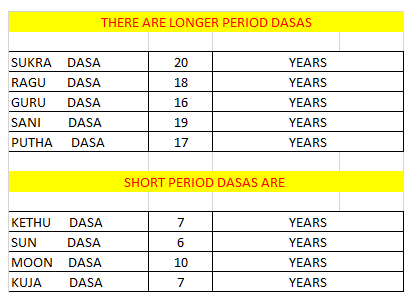 THERE ARE LONGER PERIOD DASAS
SUKRA DASA 20 YEARS
RAGU DASA 18 YEARS
GURU DASA 16 YEARS
SANI DASA 19 YEARS
PUTHA DASA 17 YEARS
SHORT PERIOD DASAS ARE
KETHU DASA 7 YEARS
SUN DASA 6 YEARS
MOON DASA 10 YEARS
KUJA DASA 7 YEARS